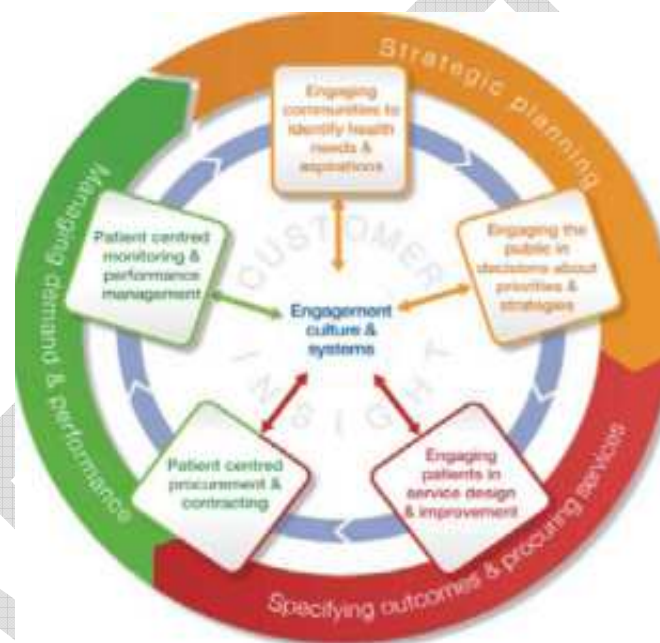 Strategic planning
Engaging
communities to
identify health
needs &
aspirations
Managing demand & performance
Patient centred
monitoring &
performance
management
CUSTOMER
INSIGHT
Engaging the
public in
decisions about
priorities &
strategies
Engagement
culture &
systems
Patient centred
procurement &
contracting
Engaging
patients in
service design
& improvement
Specifying outcomes & procuring services